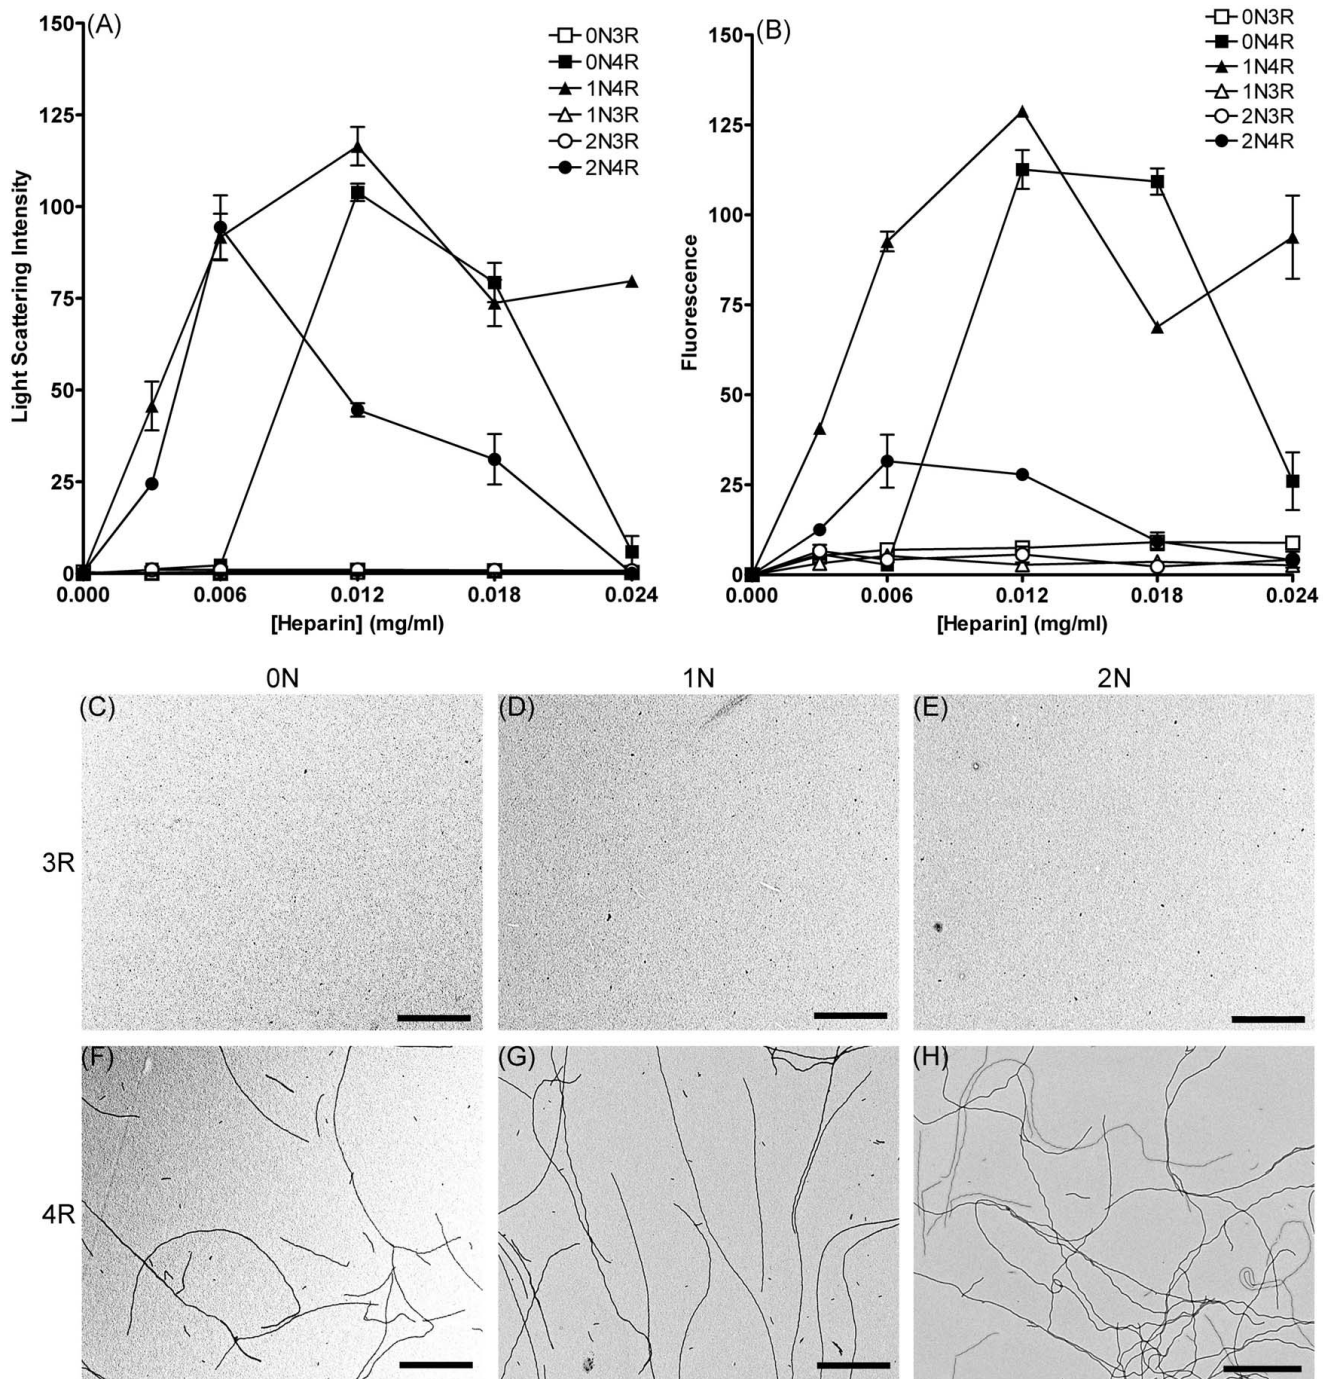 (A)
150
125
100
75
50
25
0
Light Scattering Intensity
0N3R
0N4R
1N4R
1N3R
2N3R
2N4R
0.000 0.006 0.012 0.018 0.024
[Heparin] (mg/ml)
(B)
150
125
100
75
50
25
0
Fluorescence
0N3R
0N4R
1N4R
1N3R
2N3R
2N4R
0.000 0.006 0.012 0.018 0.024
[Heparin] (mg/ml)
0N 1N 2N
(C) (D) (E)
3R
(F) (G) (H)
4R